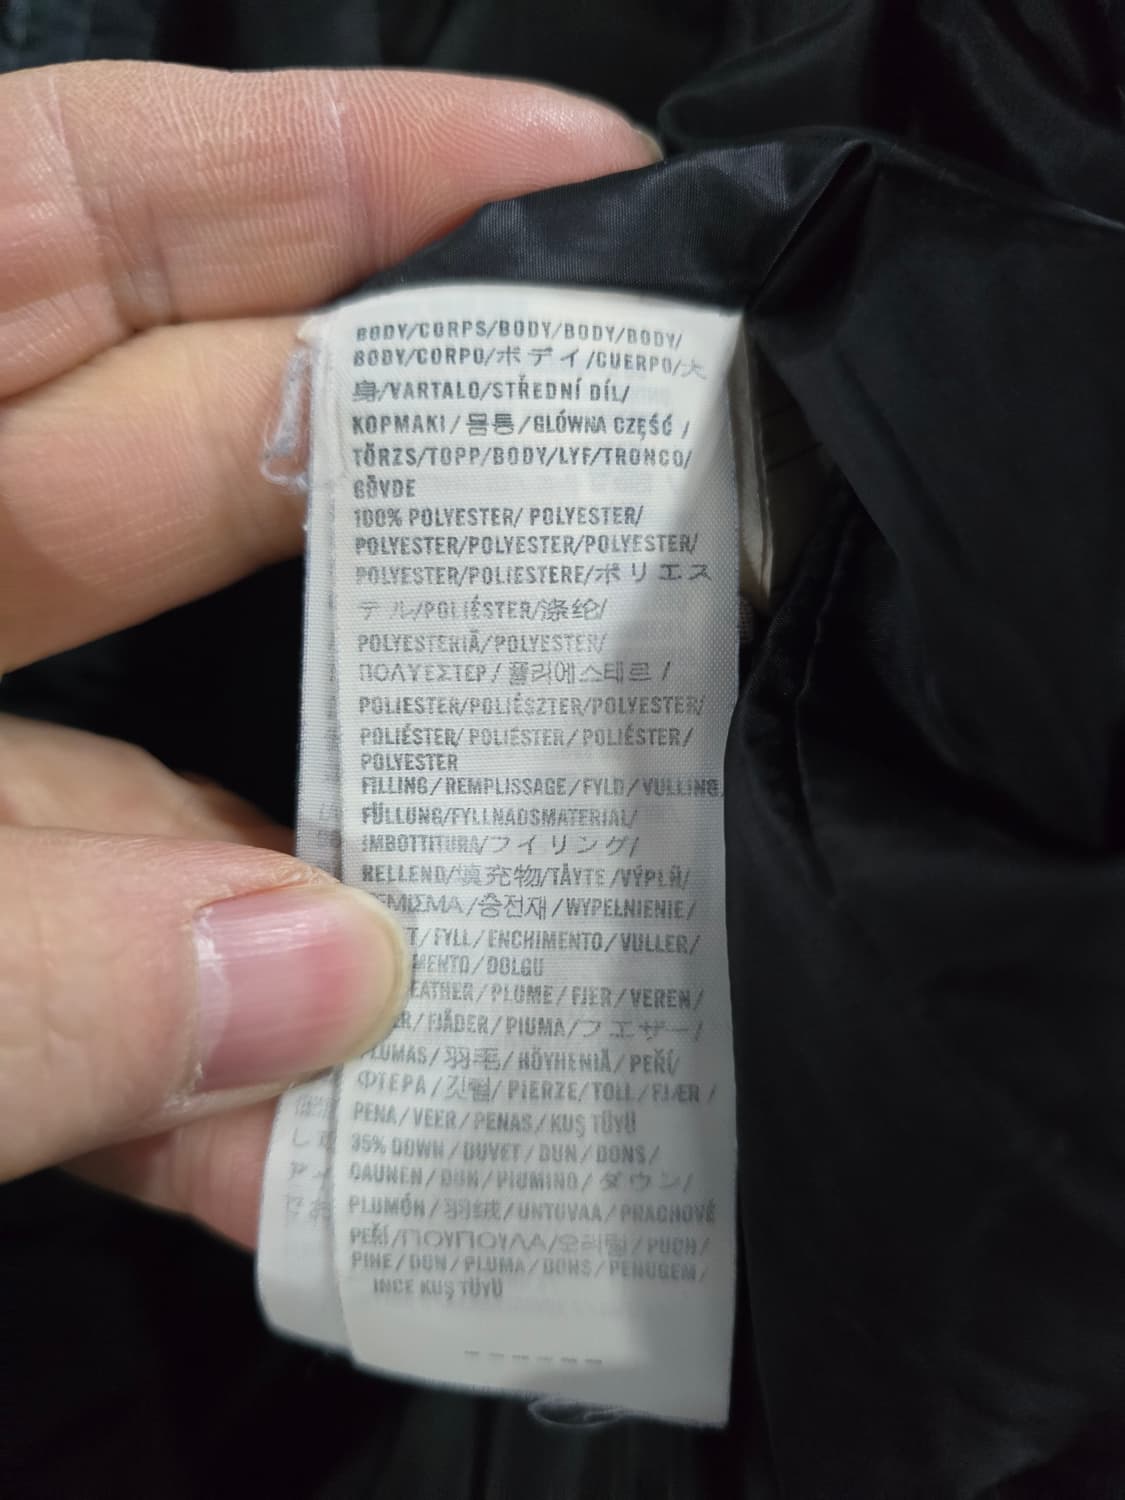 BODY/CORPS/BODY/BODY/BODY/
BODY/CORPO/ボディ/CUERPO/大
身/VARTALO/STŘEDNÍ DÍL/
ΚΟΡΜΑΚΙ/몸통/GLÓWNA CZĘŚĆ /
TÖRZS/TOPP/BODY/LYF/TRONCO/
GÖVDE
100% POLYESTER/ POLYESTER/
POLYESTER/POLYESTER/POLYESTER/
POLYESTER/POLIESTERE/ポリエス
テル/POLIÉSTER/涤纶/
POLYESTERIÄ/POLYESTER/
ΠΟΛΥΕΣΤΕΡ/폴리에스테르/
POLIESTER/POLIÉSZTER/POLYESTER/
POLIÉSTER/ POLIÉSTER/POLIÉSTER/
POLYESTER
FILLING/REMPLISSAGE/FYLD/VULLING
FÜLLUNG/FYLLNADSMATERIAL/
IMBOTTITURA/フィリング/
RELLENO/填充物/TÄYTE/VÝPLŇ/
ΓΕΜΙΣΜΑ/충전재/WYPEŁNIENIE/
T/FYLL/ENCHIMENTO/VULLER/
MENTO/DOLGU
EATHER/PLUME/FJER/VEREN/
ER/FJÄDER/PIUMA/フェザー/
PLUMAS/羽毛/HÖYHENIÄ/PEŘÍ/
ΦΤΕΡΑ/깃털/PIERZE/TOLL/FJÆR/
PENA/VEER/PENAS/KUŞ TÜYÜ
35% DOWN/DUVET/DUN/DONS/
DAUNEN/DUN/PIUMINO/ダウン/
PLUMÓN/羽绒/UNTUVAA/PRACHOVÉ
PEŘÍ/ΠΟΥΠΟΥΛΑ/오리털/PUCH/
PIHE/DUN/PLUMA/DONS/PENUGEM/
INCE KUŞ TÜYÜ